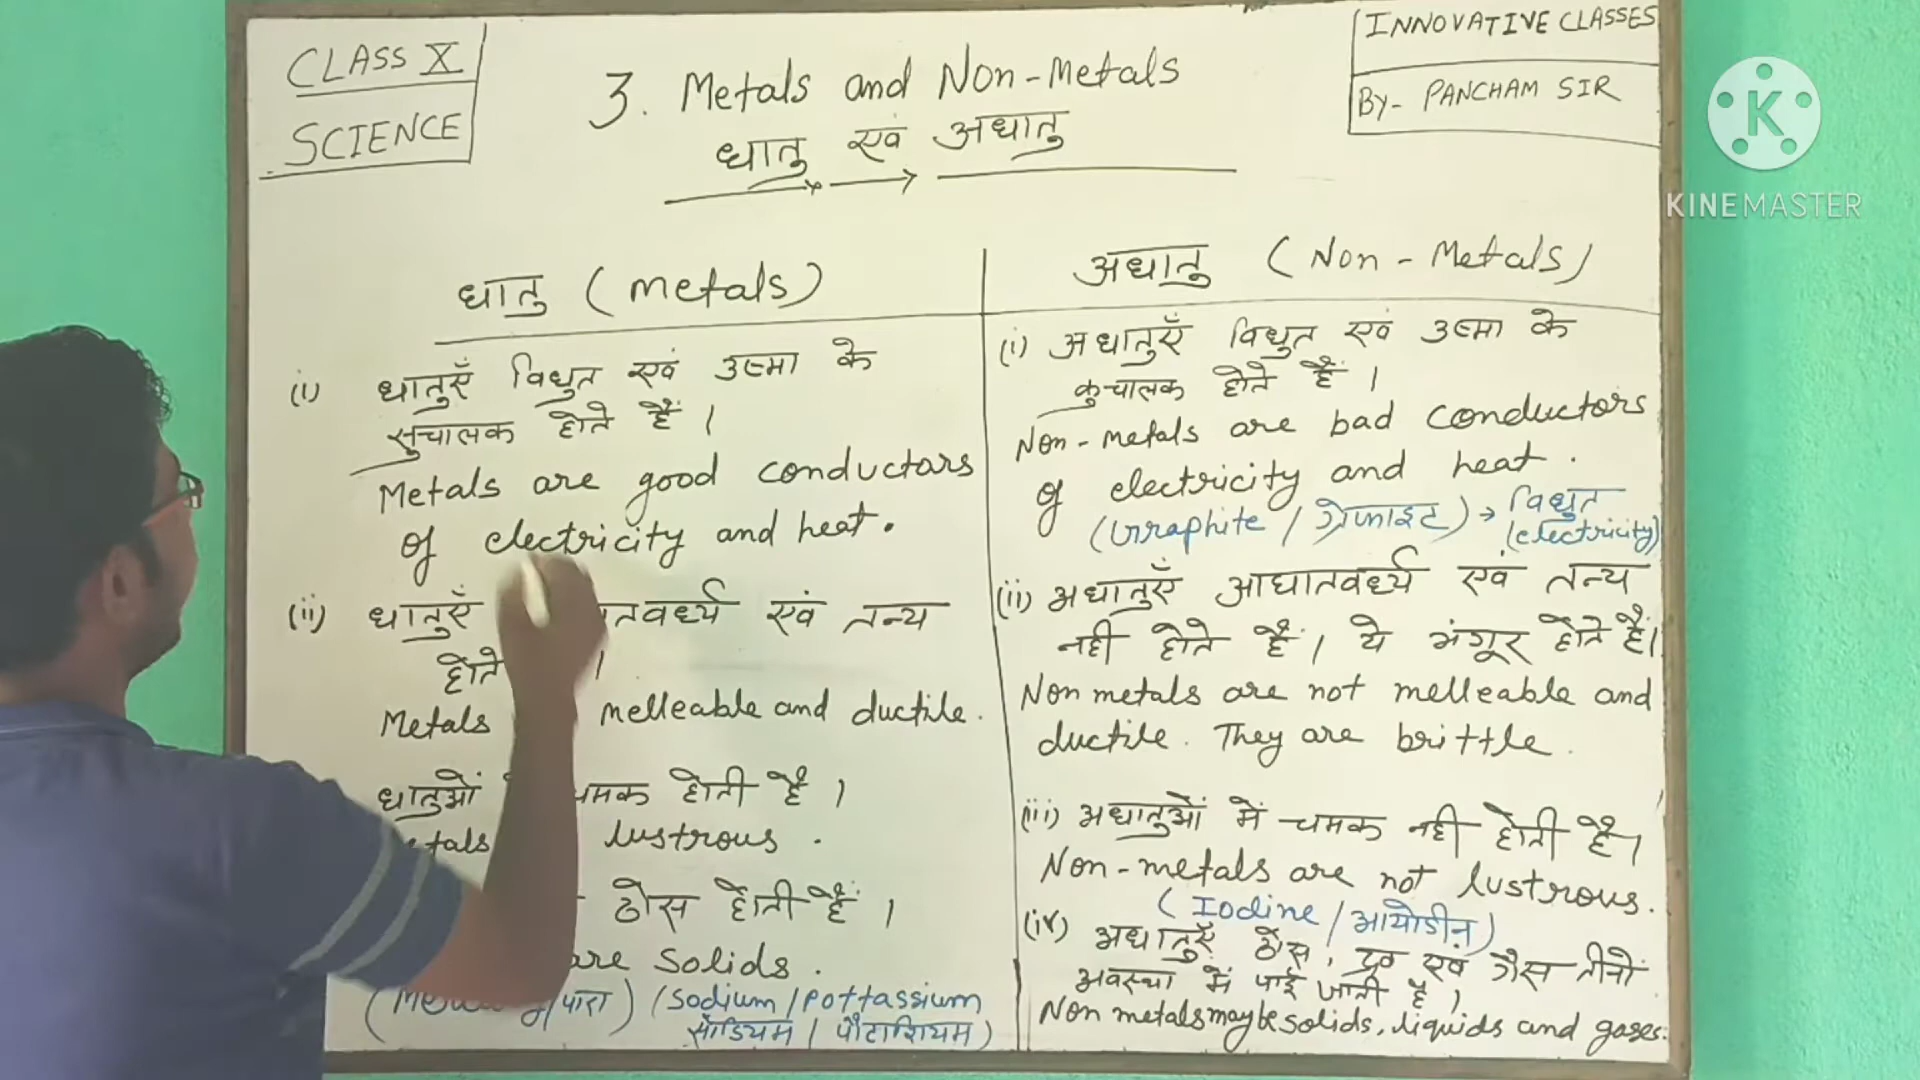 CLASS X
SCIENCE
3. Metals and Non-Metals
धातु एवं अधातु
INNOVATIVE CLASSES
By- PANCHAM SIR
K
KINEMASTER
धातु (Metals)
(i) धातुएँ विधुत एवं उष्मा के
सुचालक होते हैं ।
Metals are good conductors
of electricity and heat.
(ii) धातुएँ तवर्ध्य एवं तन्य
होते ।
Metals melleable and ductile.
धातुओं चमक होती है ।
etals lustrous .
ठोस होती हैं ।
are Solids .
(Mercury/पारा) (Sodium/Pottassium
सोडियम / पौटाशियम)
अधातु (Non-Metals)
(i) अधातुएँ विधुत एवं उष्मा के
कुचालक होते हैं ।
Non-metals are bad conductors
of electricity and heat.
(Graphite / ग्रेफाइट) → विधुत
(electricity)
(ii) अधातुएँ आघातवर्ध्य एवं तन्य
नही होते हैं । ये भंगूर होते हैं।
Non metals are not melleable and
ductile. They are brittle.
(iii) अधातुओं में चमक नही होती है।
Non-metals are not lustrous.
(Iodine/आयोडीन)
(iv) अधातुएँ ठोस, द्रव एवं गैस तीनों
अवस्था में पाई जाती है ।
Non metals may be solids, liquids and gases.